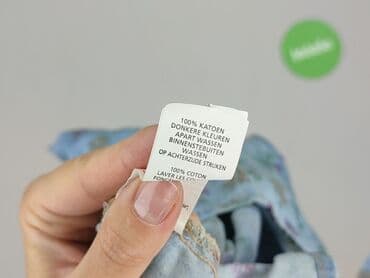 100% KATOEN
DONKERE KLEUREN
APART WASSEN
BINNENSTEBUITEN
WASSEN
OP ACHTERZIJDE STRIJKEN
100% COTON
LAVER LES